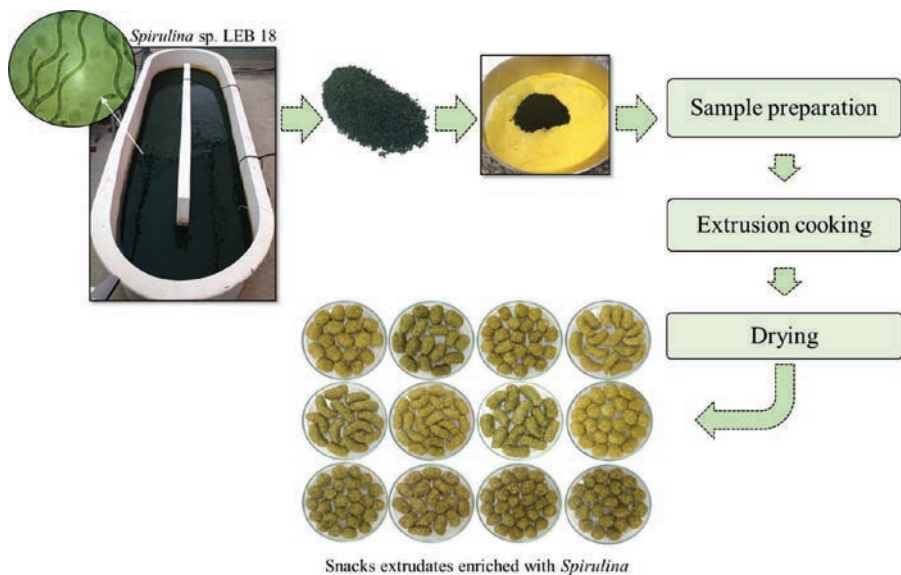 Spirulina sp. LEB 18
Sample preparation
Extrusion cooking
Drying
Snacks extrudates enriched with Spirulina